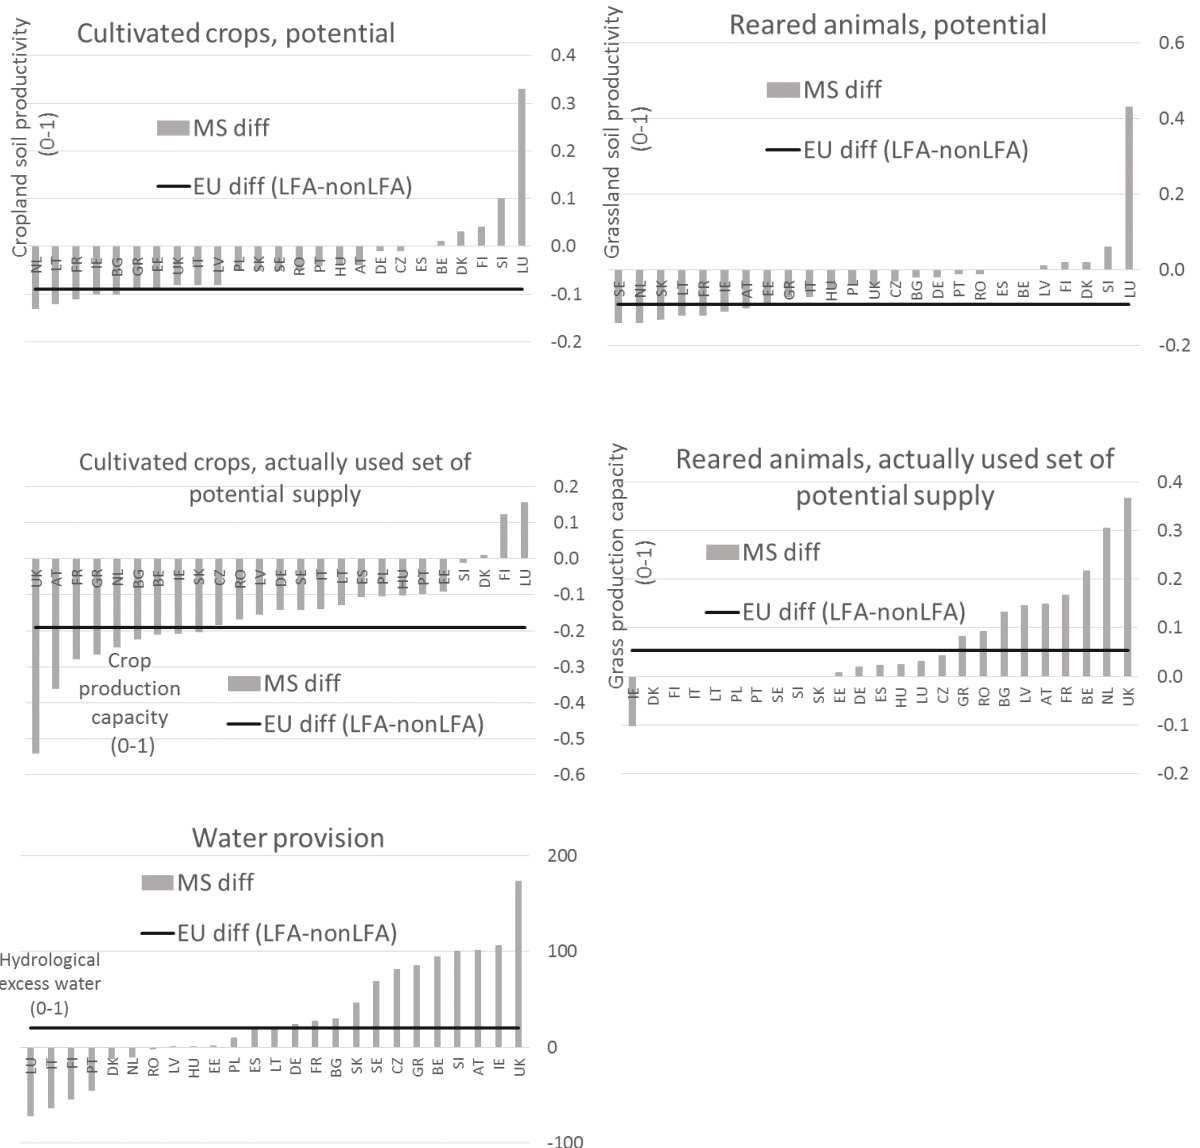 Cultivated crops, potential
Cropland soil productivity
(0-1)
MS diff
EU diff (LFA-nonLFA)
0.4
0.3
0.2
0.1
0.0
-0.1
-0.2
NL LT FR IE BG GR EE UK IT LV PL SK SE RO PT HU AT DE CZ ES BE DK FI SI LU
Reared animals, potential
Grassland soil productivity
(0-1)
MS diff
EU diff (LFA-nonLFA)
0.6
0.4
0.2
0.0
-0.2
SE NL SK LT FR IE AT EE GR IT HU PL UK CZ BG DE PT RO ES BE LV FI DK SI LU
Cultivated crops, actually used set of
potential supply
0.2
0.1
0.0
-0.1
-0.2
-0.3
-0.4
-0.5
-0.6
UK AT FR GR NL BG BE IE SK CZ RO LV DE SE IT LT ES PL HU PT EE SI DK FI LU
Crop
production
capacity
(0-1)
MS diff
EU diff (LFA-nonLFA)
Reared animals, actually used set of
potential supply
Grass production capacity
(0-1)
MS diff
EU diff (LFA-nonLFA)
0.4
0.3
0.2
0.1
0.0
-0.1
-0.2
IE DK FI IT LT PL PT SE SI SK EE DE ES HU LU CZ GR RO BG LV AT FR BE NL UK
Water provision
MS diff
EU diff (LFA-nonLFA)
Hydrological
excess water
(0-1)
200
100
0
-100
LU IT FI PT DK NL RO LV HU EE PL ES LT DE FR BG SK SE CZ GR BE SI AT IE UK